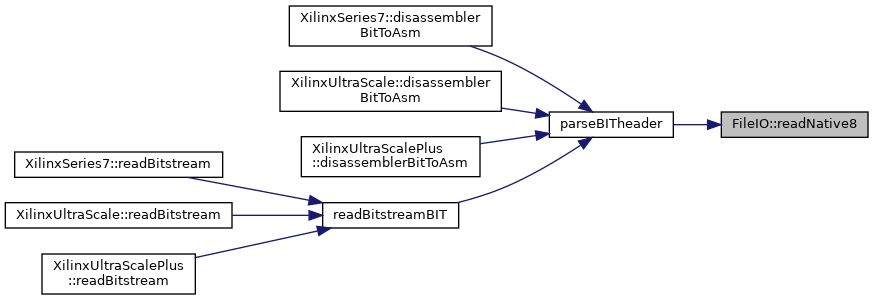 XilinxSeries7::disassembler
BitToAsm
XilinxUltraScale::disassembler
BitToAsm
parseBITheader
FileIO::readNative8
XilinxUltraScalePlus
::disassemblerBitToAsm
XilinxSeries7::readBitstream
XilinxUltraScale::readBitstream
readBitstreamBIT
XilinxUltraScalePlus
::readBitstream